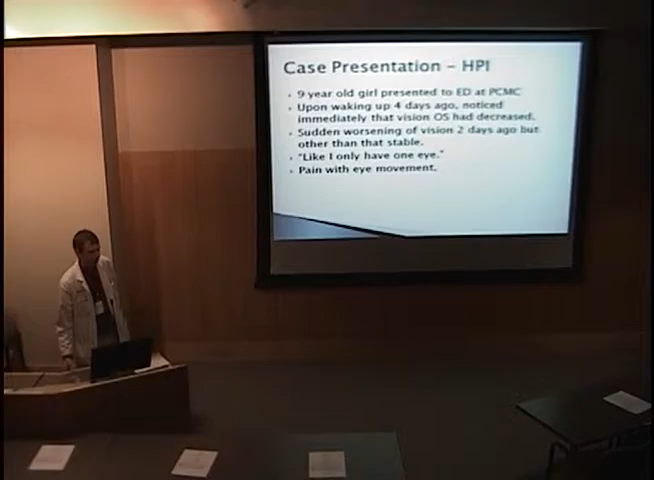 Case Presentation – HPI
9 year old girl presented to ED at PCMC
Upon waking up 4 days ago, noticed
immediately that vision OS had decreased.
Sudden worsening of vision 2 days ago but
other than that stable.
"Like I only have one eye."
Pain with eye movement.